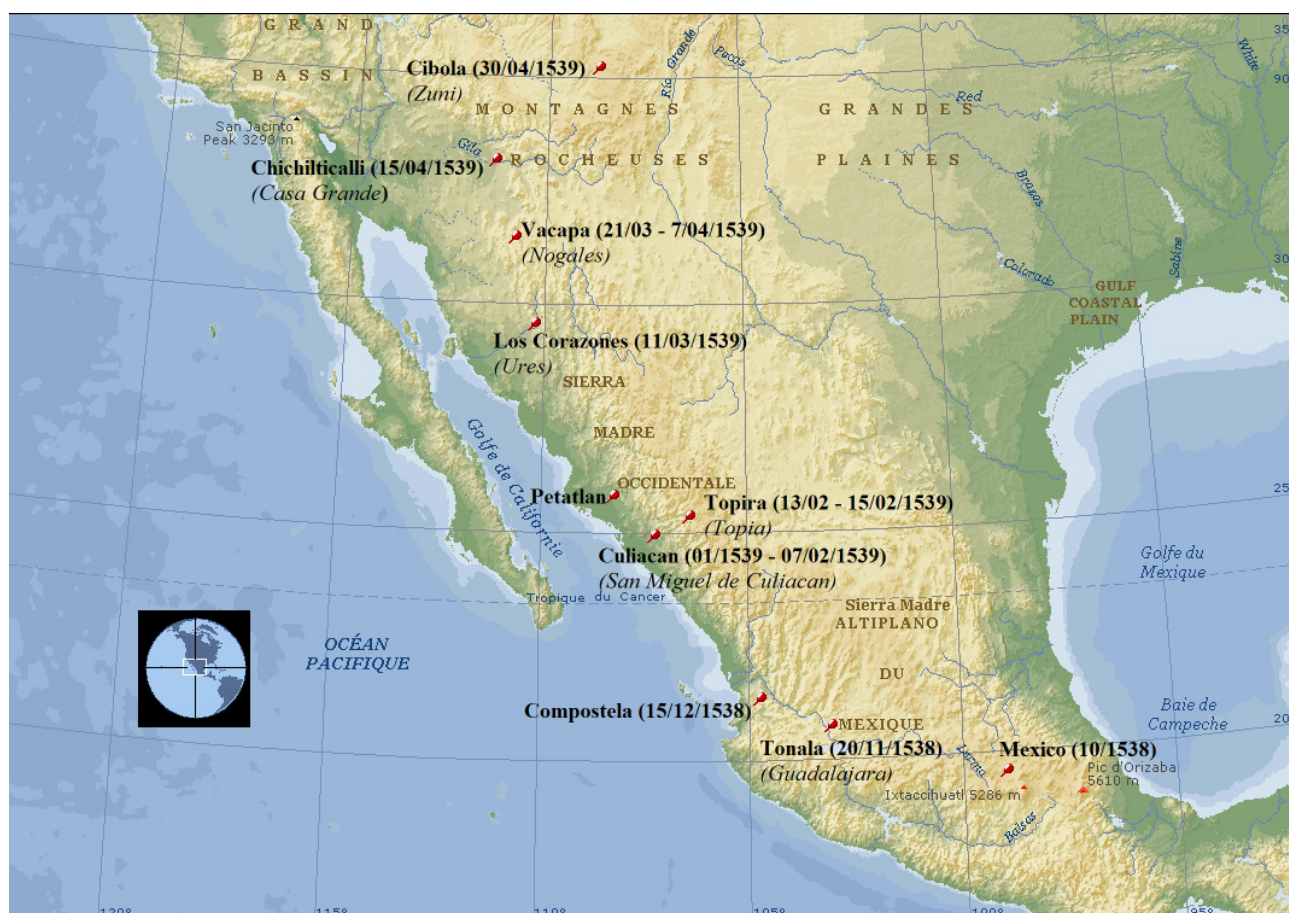 GRAND
BASSIN
Cibola (30/04/1539)
(Zuni)
Río Grande
Pecos
White
35
90
MONTAGNES
ROCHEUSES
GRANDES
PLAINES
Red
San Jacinto
Peak 3293 m
Gila
Chichilticalli (15/04/1539)
(Casa Grande)
Brazos
Sabine
Colorado
Vacapa (21/03 - 7/04/1539)
(Nogales)
30
GULF
COASTAL
PLAIN
Los Corazones (11/03/1539)
(Ures)
SIERRA
MADRE
OCCIDENTALE
Golfe de Californie
Petatlan
Topira (13/02 - 15/02/1539)
(Topia)
25
Culiacan (01/1539 - 07/02/1539)
(San Miguel de Culiacan)
Golfe du
Mexique
Tropique du Cancer
Sierra Madre
ALTIPLANO
DU
MEXIQUE
OCÉAN
PACIFIQUE
Compostela (15/12/1538)
Baie de
Campeche
20
Tonala (20/11/1538)
(Guadalajara)
Lerma
Mexico (10/1538)
Pic d'Orizaba
5610 m
Ixtaccihuatl 5286 m
Balsas
120°
115°
110°
105°
100°
95°